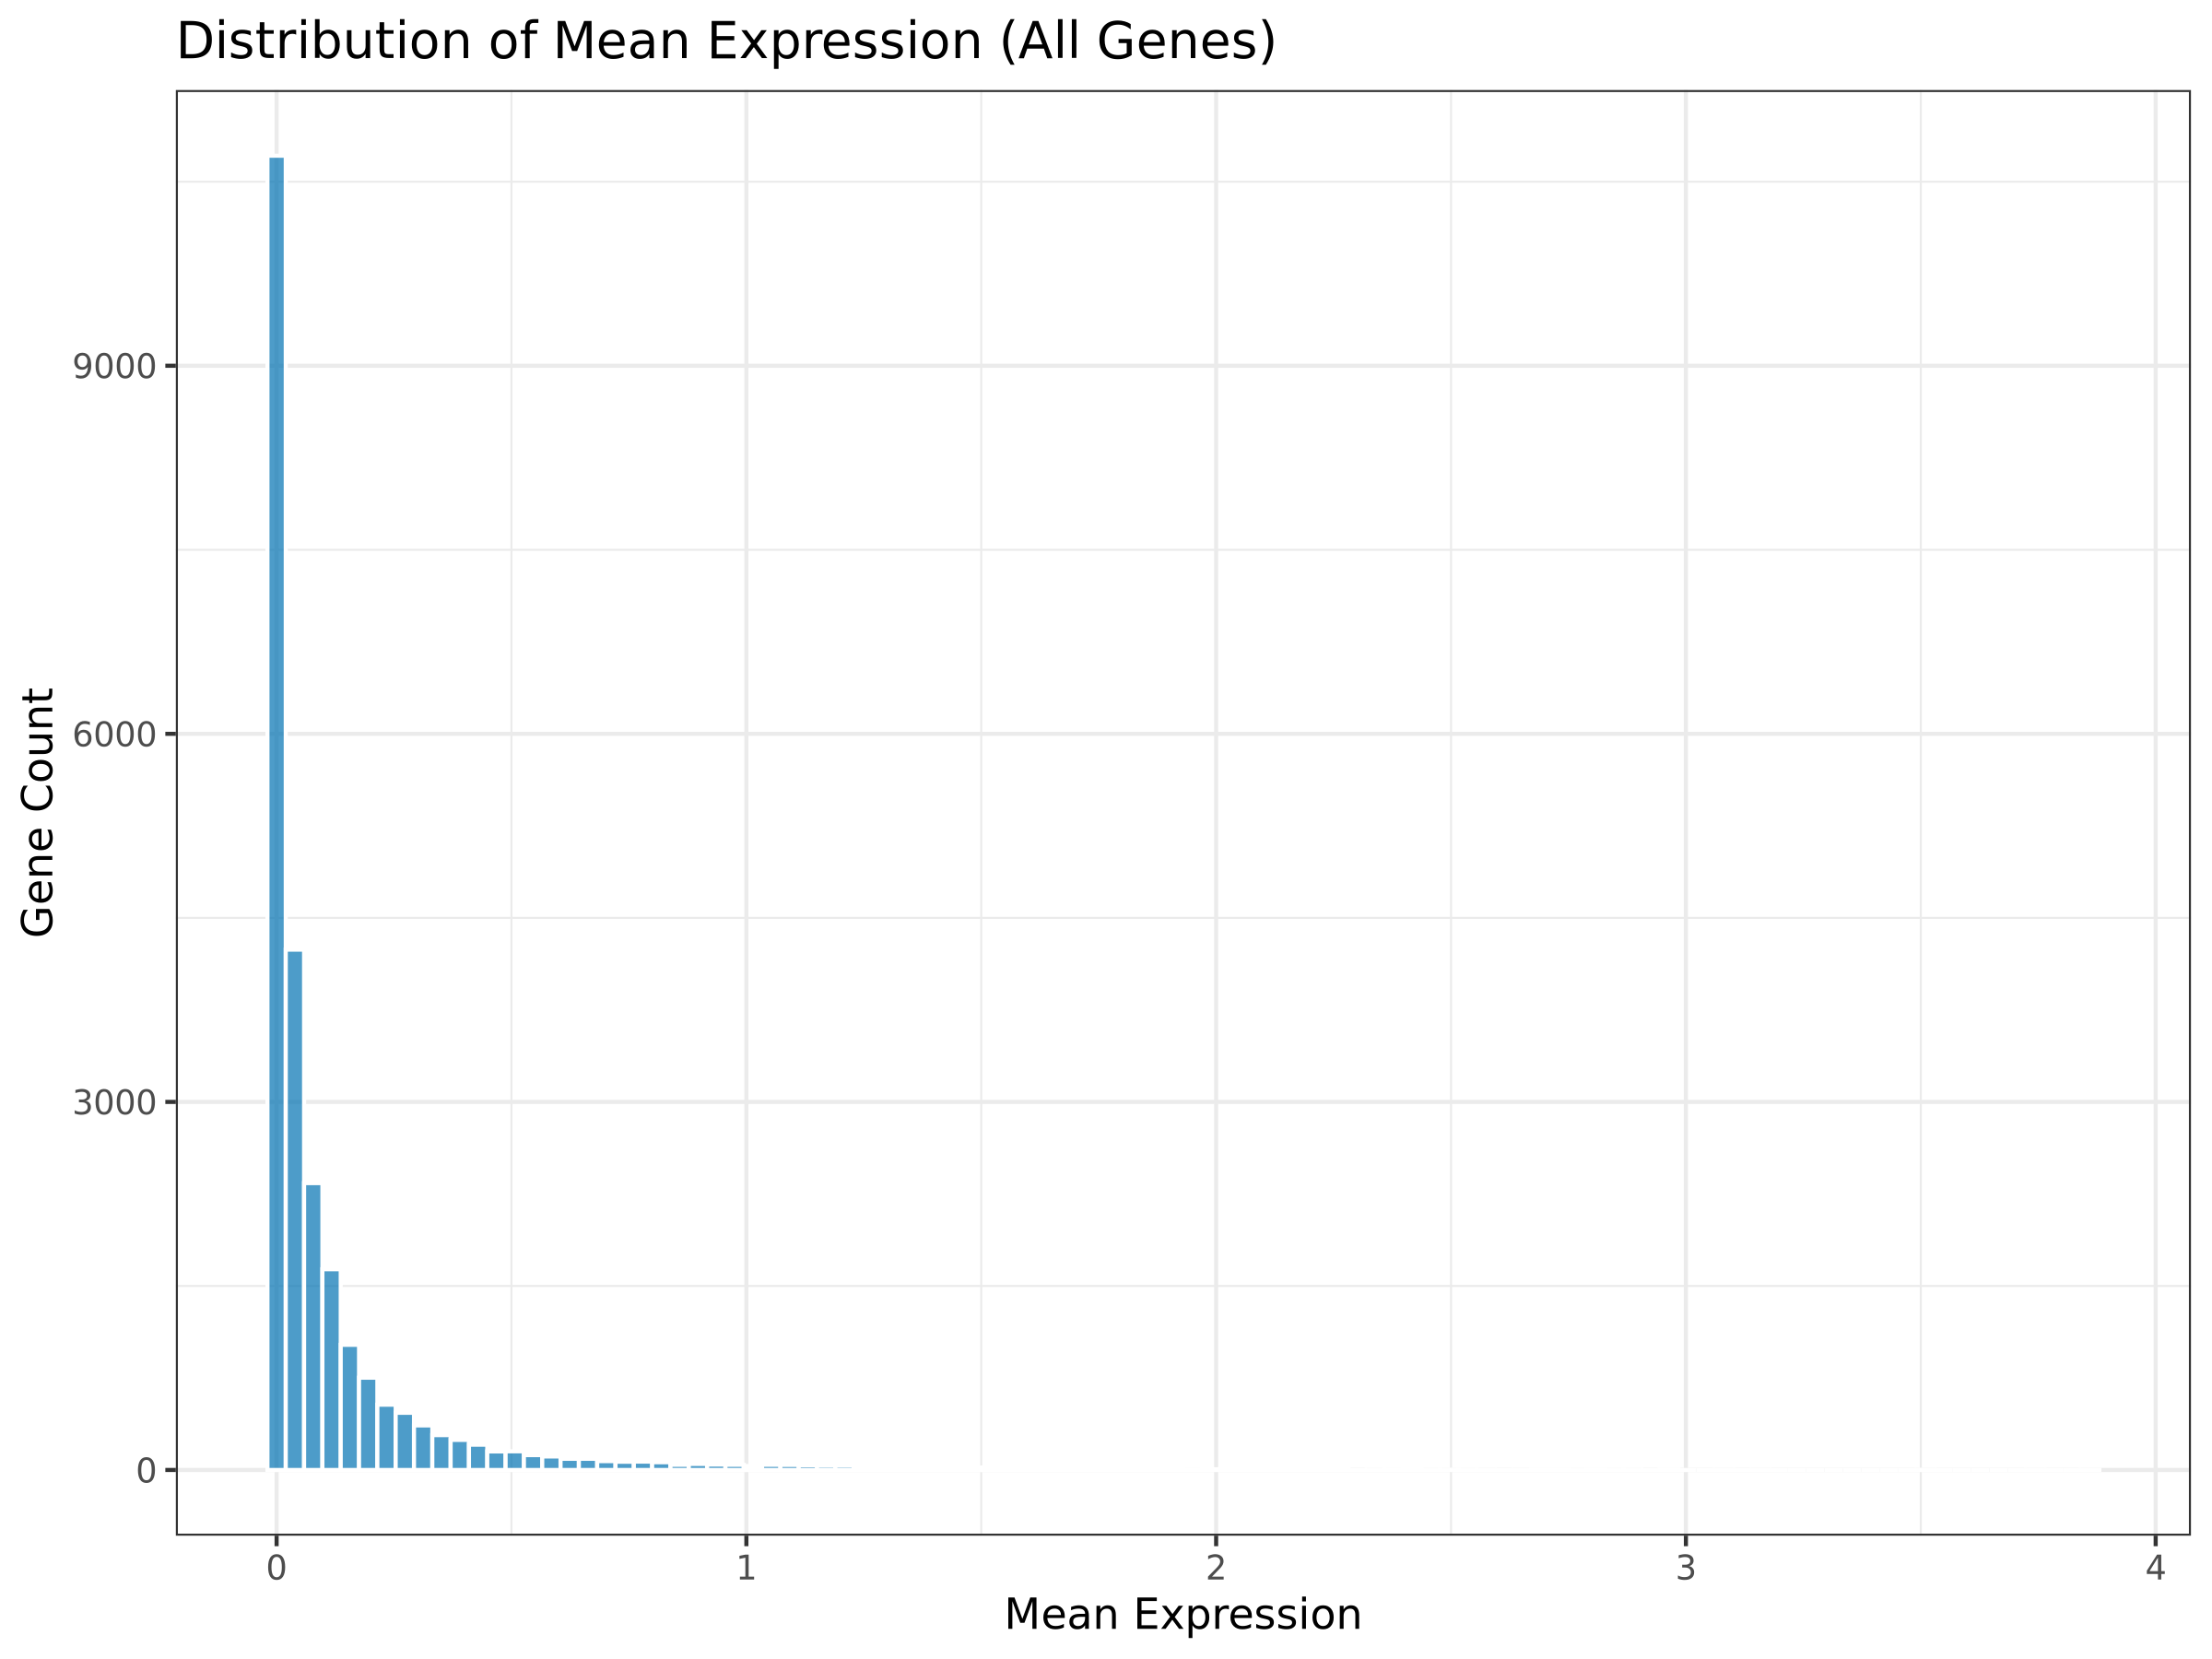 Distribution of Mean Expression (All Genes)
Gene Count
9000
6000
3000
0
0 1 2 3 4
Mean Expression